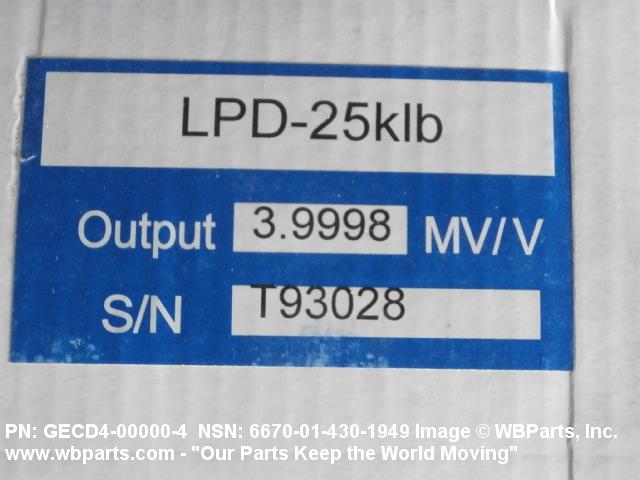 LPD-25klb
Output 3.9998 MV/V
S/N T93028
PN: GECD4-00000-4 NSN: 6670-01-430-1949 Image © WBParts, Inc.
www.wbparts.com - "Our Parts Keep the World Moving"